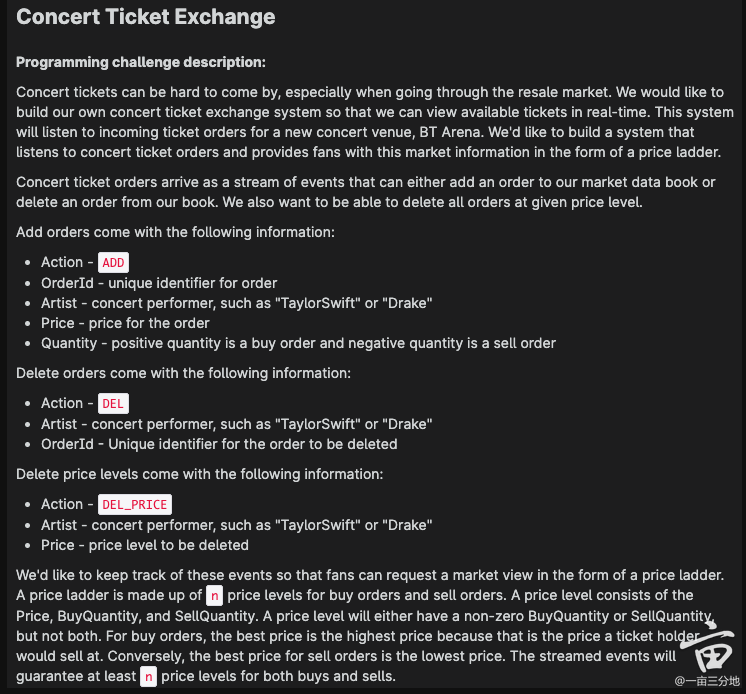 Concert Ticket Exchange
Programming challenge description:
Concert tickets can be hard to come by, especially when going through the resale market. We would like to
build our own concert ticket exchange system so that we can view available tickets in real-time. This system
will listen to incoming ticket orders for a new concert venue, BT Arena. We'd like to build a system that
listens to concert ticket orders and provides fans with this market information in the form of a price ladder.
Concert ticket orders arrive as a stream of events that can either add an order to our market data book or
delete an order from our book. We also want to be able to delete all orders at given price level.
Add orders come with the following information:
• Action - ADD
• OrderId - unique identifier for order
• Artist - concert performer, such as "TaylorSwift" or "Drake"
• Price - price for the order
• Quantity - positive quantity is a buy order and negative quantity is a sell order
Delete orders come with the following information:
• Action - DEL
• Artist - concert performer, such as "TaylorSwift" or "Drake"
• OrderId - Unique identifier for the order to be deleted
Delete price levels come with the following information:
• Action - DEL_PRICE
• Artist - concert performer, such as "TaylorSwift" or "Drake"
• Price - price level to be deleted
We'd like to keep track of these events so that fans can request a market view in the form of a price ladder.
A price ladder is made up of n price levels for buy orders and sell orders. A price level consists of the
Price, BuyQuantity, and SellQuantity. A price level will either have a non-zero BuyQuantity or SellQuantity,
but not both. For buy orders, the best price is the highest price because that is the price a ticket holder
would sell at. Conversely, the best price for sell orders is the lowest price. The streamed events will
guarantee at least n price levels for both buys and sells.
@一亩三分地